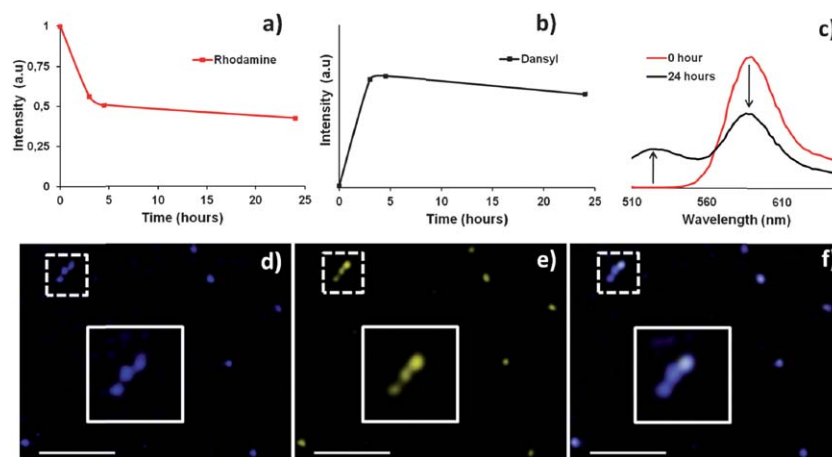 a)
Rhodamine
1
0,75
0,5
0,25
0
0 5 10 15 20 25
Intensity (a.u)
Time (hours)
b)
Dansyl
0 5 10 15 20 25
Intensity (a.u)
Time (hours)
c)
0 hour
24 hours
510 560 610
Wavelength (nm)
d)
e)
f)